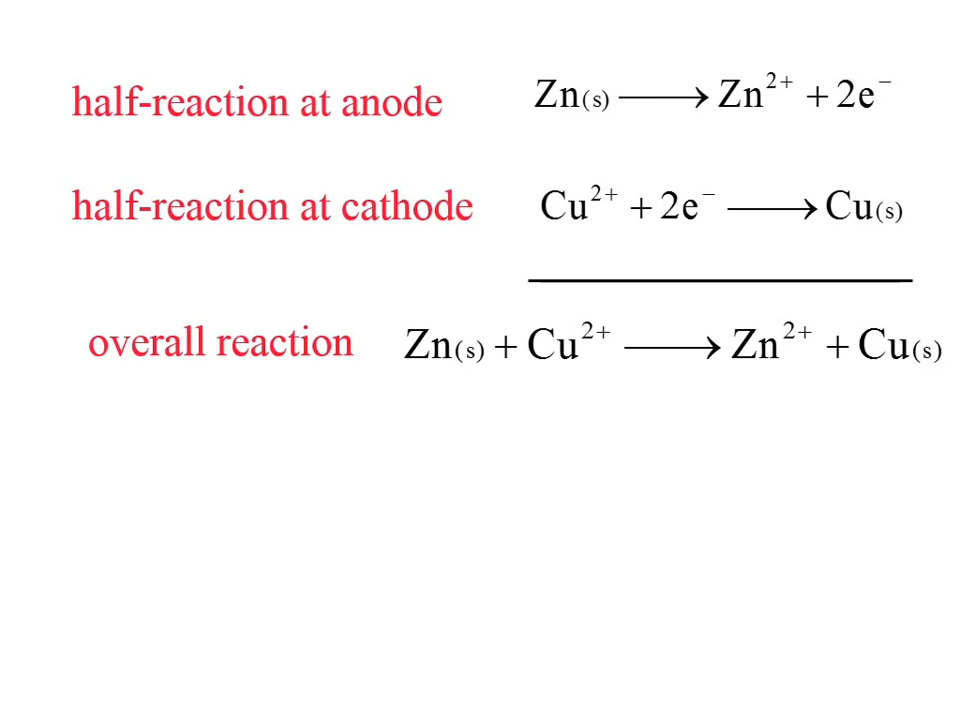 half-reaction at anode Zn(s) ⟶ Zn²⁺ + 2e⁻
half-reaction at cathode Cu²⁺ + 2e⁻ ⟶ Cu(s)
overall reaction Zn(s) + Cu²⁺ ⟶ Zn²⁺ + Cu(s)